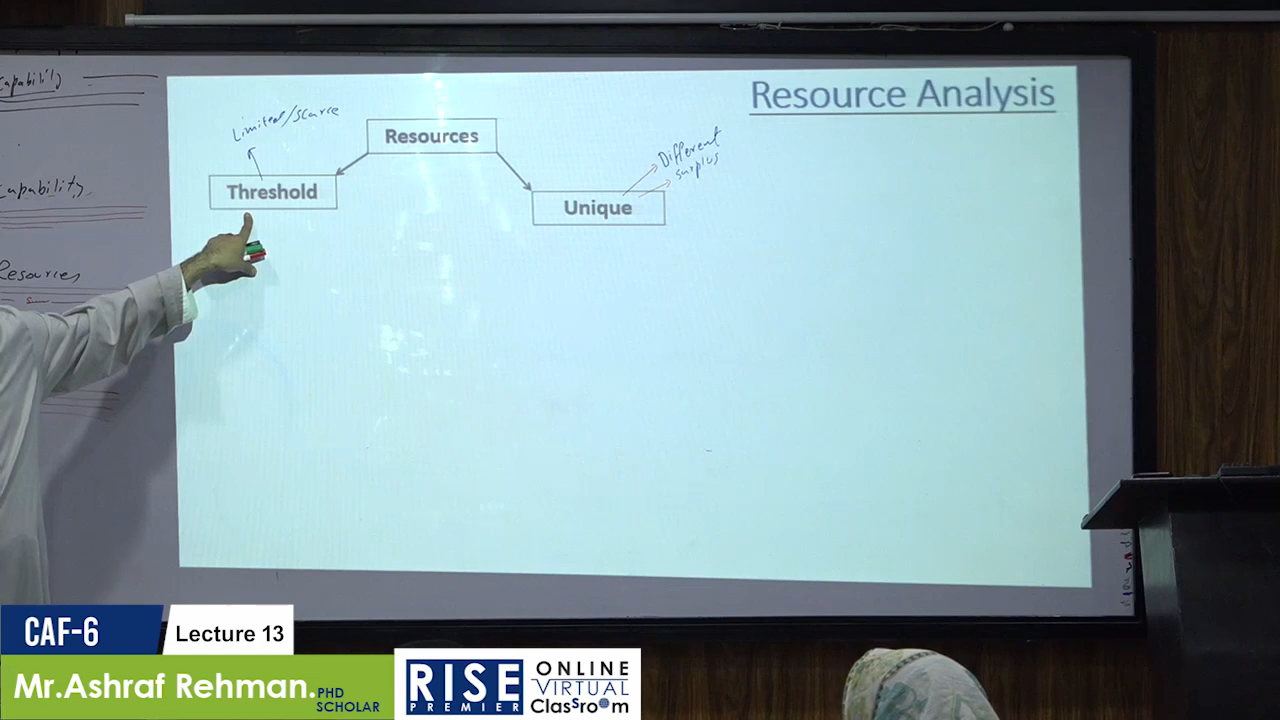 Capability
Capability
Resources
Resource Analysis
Limited/Scarce
Resources
Different
surplus
Threshold
Unique
CAF-6
Lecture 13
Mr.Ashraf Rehman.
PHD
SCHOLAR
RISE
PREMIER
ONLINE
VIRTUAL
ClasSroom